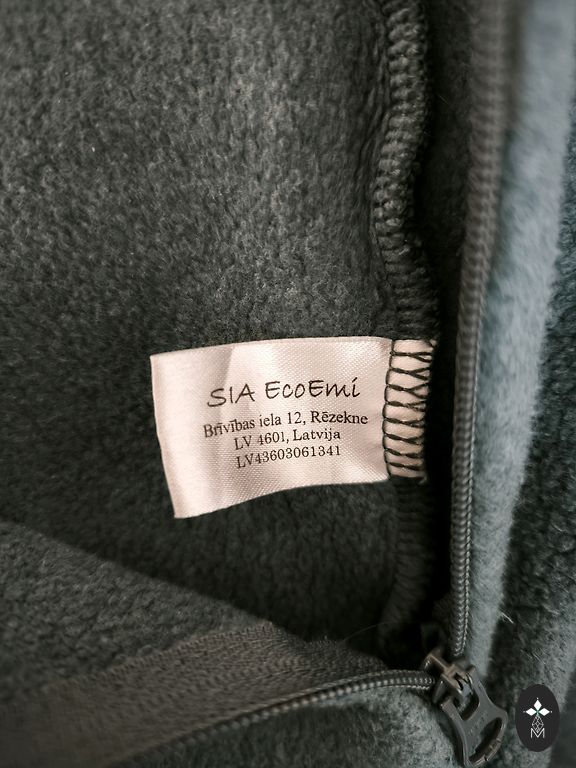 SIA EcoEmi
Brīvības iela 12, Rēzekne
LV 4601, Latvija
LV43603061341
M